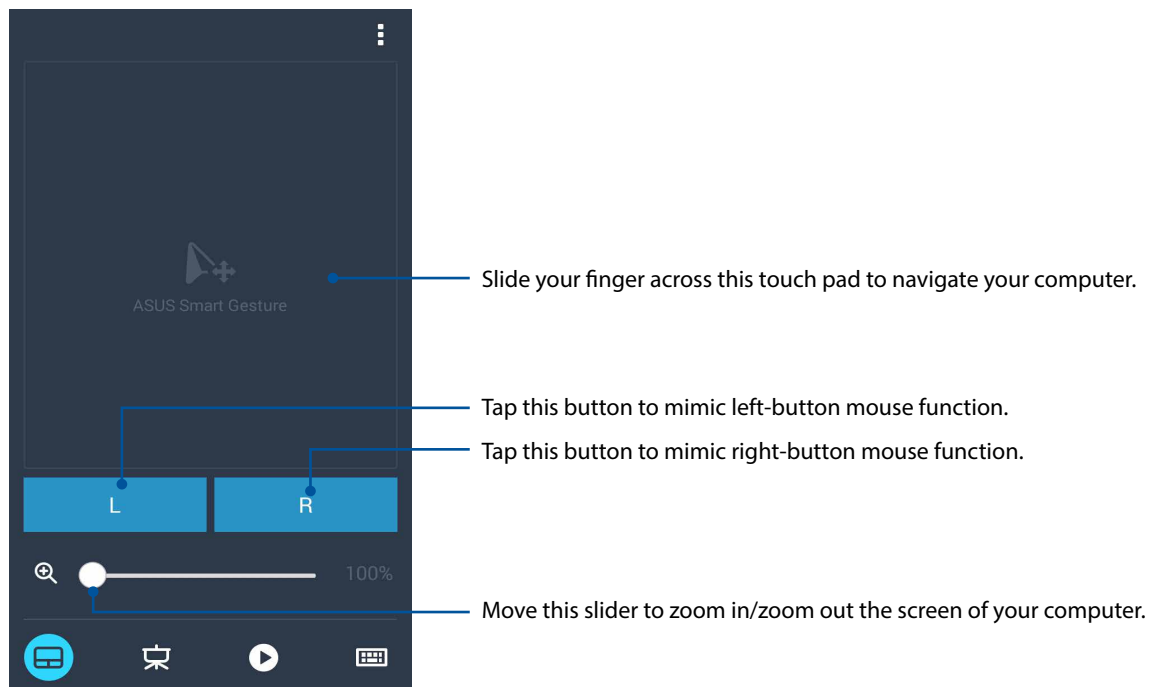 Slide your finger across this touch pad to navigate your computer.
ASUS Smart Gesture
Tap this button to mimic left-button mouse function.
Tap this button to mimic right-button mouse function.
L R
100%
Move this slider to zoom in/zoom out the screen of your computer.